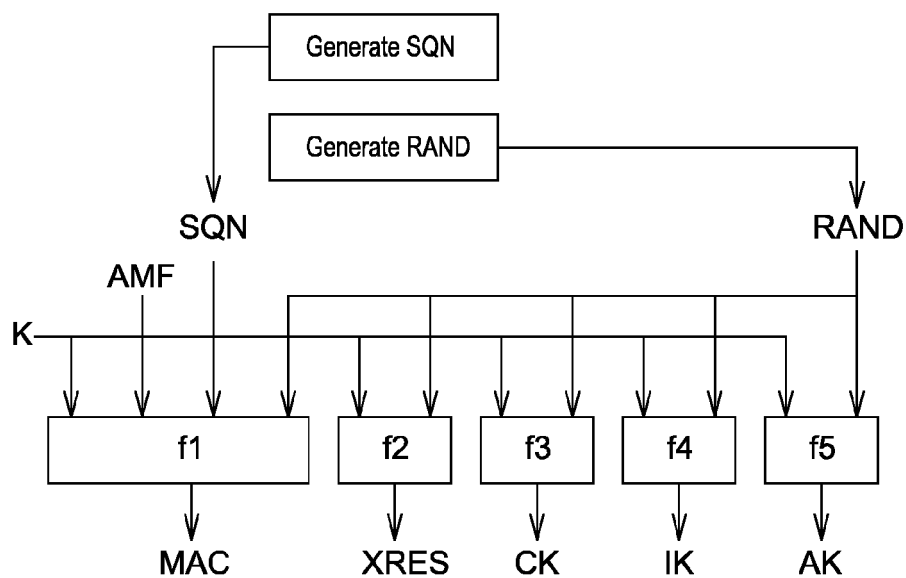 Generate SQN
Generate RAND
SQN
RAND
AMF
K
f1
f2
f3
f4
f5
MAC
XRES
CK
IK
AK